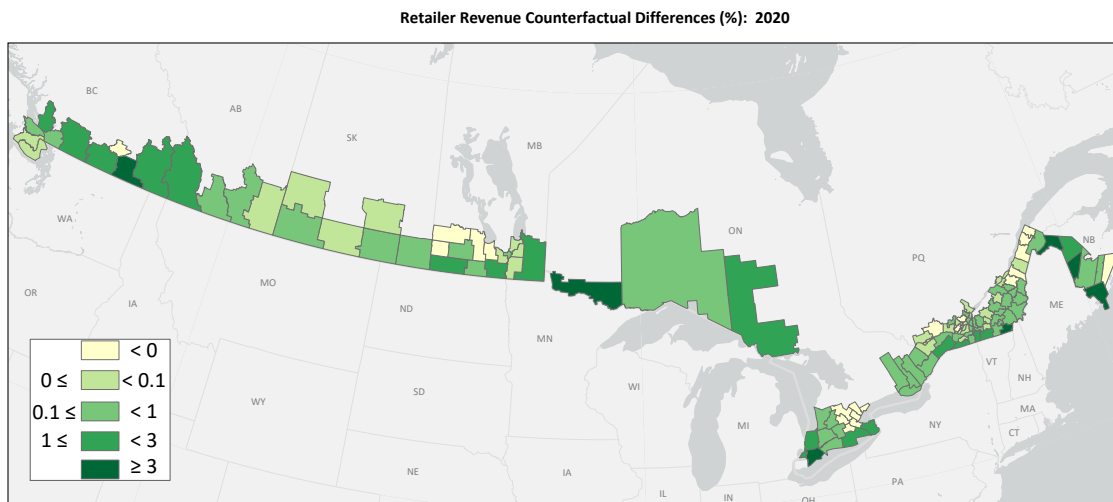 Retailer Revenue Counterfactual Differences (%): 2020
BC
AB
SK
MB
ON
PQ
NB
WA
OR
IA
MO
ND
MN
ME
VT
NH
MA
CT
NY
WI
MI
SD
WY
NE
IA
IL
IN
OH
PA
< 0
0 ≤ < 0.1
0.1 ≤ < 1
1 ≤ < 3
≥ 3